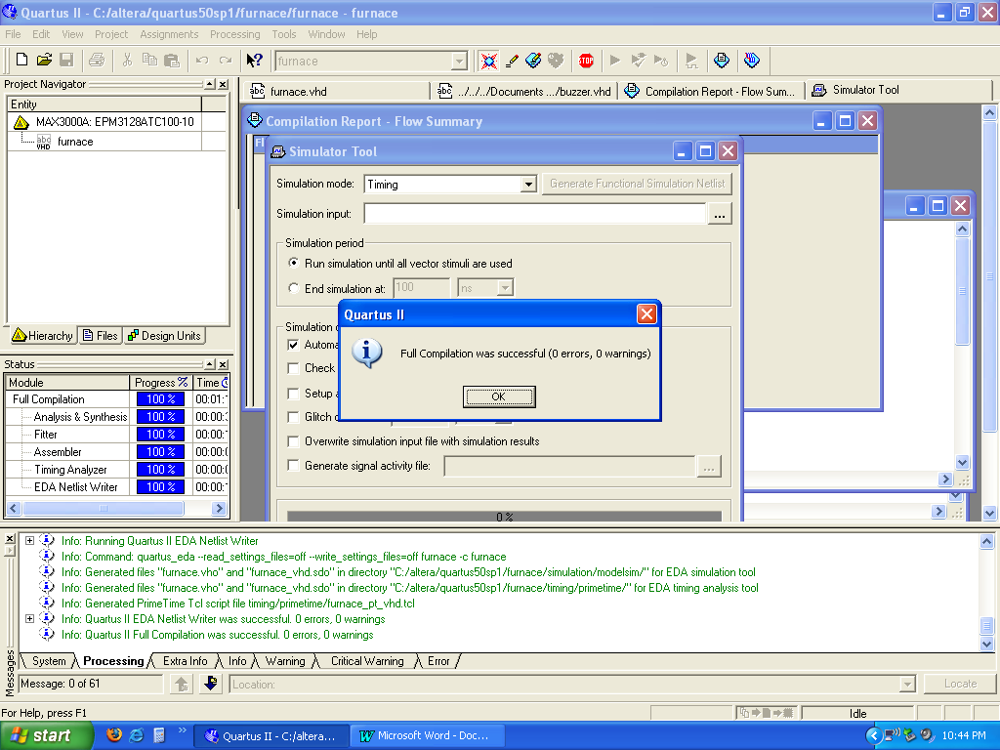 Quartus II - C:/altera/quartus50sp1/furnace/furnace - furnace
File Edit View Project Assignments Processing Tools Window Help
furnace
STOP
Project Navigator
Entity
MAX3000A: EPM3128ATC100-10
abc VHD furnace
Hierarchy Files Design Units
Status
Module Progress % Time
Full Compilation 100 % 00:01:
Analysis & Synthesis 100 % 00:00:
Fitter 100 % 00:00:
Assembler 100 % 00:00:
Timing Analyzer 100 % 00:00:
EDA Netlist Writer 100 % 00:00:
abc furnace.vhd
abc ../../../Documents .../buzzer.vhd
Compilation Report - Flow Sum...
Simulator Tool
Compilation Report - Flow Summary
Simulator Tool
Simulation mode: Timing Generate Functional Simulation Netlist
Simulation input: ...
Simulation period
Run simulation until all vector stimuli are used
End simulation at: 100 ns
Simulation
Automa
Check
Setup
Glitch
Overwrite simulation input file with simulation results
Generate signal activity file: ...
0 %
Quartus II
Full Compilation was successful (0 errors, 0 warnings)
OK
Info: Running Quartus II EDA Netlist Writer
Info: Command: quartus_eda --read_settings_files=off --write_settings_files=off furnace -c furnace
Info: Generated files "furnace.vho" and "furnace_vhd.sdo" in directory "C:/altera/quartus50sp1/furnace/simulation/modelsim/" for EDA simulation tool
Info: Generated files "furnace.vho" and "furnace_vhd.sdo" in directory "C:/altera/quartus50sp1/furnace/timing/primetime/" for EDA timing analysis tool
Info: Generated PrimeTime Tcl script file timing/primetime/furnace_pt_vhd.tcl
Info: Quartus II EDA Netlist Writer was successful. 0 errors, 0 warnings
Info: Quartus II Full Compilation was successful. 0 errors, 0 warnings
Messages
System Processing Extra Info Info Warning Critical Warning Error
Message: 0 of 61 Location: Locate
For Help, press F1 Idle
start Quartus II - C:/altera... Microsoft Word - Doc... 10:44 PM